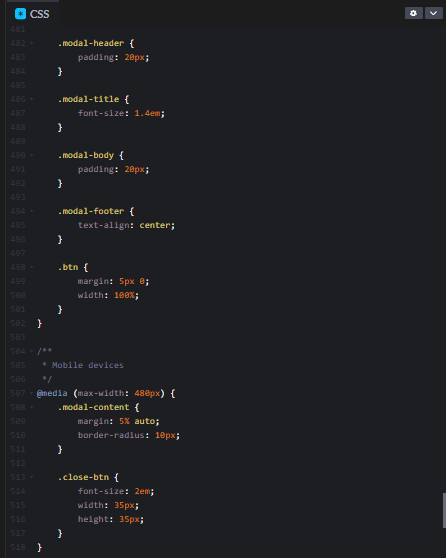 CSS
481
482 .modal-header {
483 padding: 20px;
484 }
485
486 .modal-title {
487 font-size: 1.4em;
488 }
489
490 .modal-body {
491 padding: 20px;
492 }
493
494 .modal-footer {
495 text-align: center;
496 }
497
498 .btn {
499 margin: 5px 0;
500 width: 100%;
501 }
502 }
503
504 /**
505 * Mobile devices
506 */
507 @media (max-width: 480px) {
508 .modal-content {
509 margin: 5% auto;
510 border-radius: 10px;
511 }
512
513 .close-btn {
514 font-size: 2em;
515 width: 35px;
516 height: 35px;
517 }
518 }